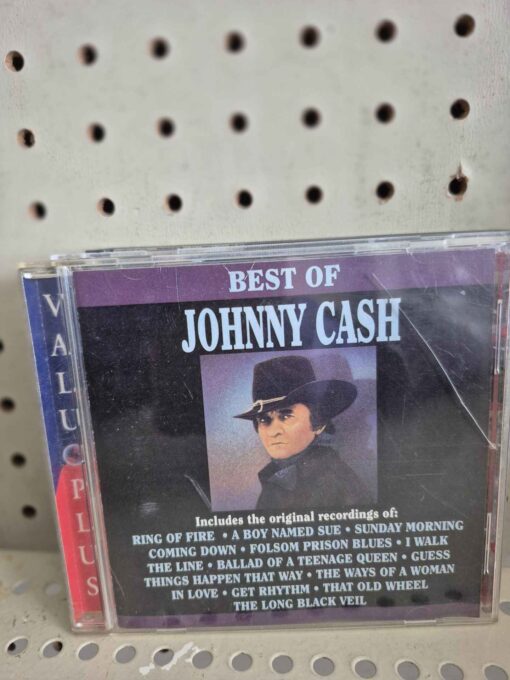 BEST OF
JOHNNY CASH
Includes the original recordings of:
RING OF FIRE • A BOY NAMED SUE • SUNDAY MORNING
COMING DOWN • FOLSOM PRISON BLUES • I WALK
THE LINE • BALLAD OF A TEENAGE QUEEN • GUESS
THINGS HAPPEN THAT WAY • THE WAYS OF A WOMAN
IN LOVE • GET RHYTHM • THAT OLD WHEEL
THE LONG BLACK VEIL
VALUE PLUS